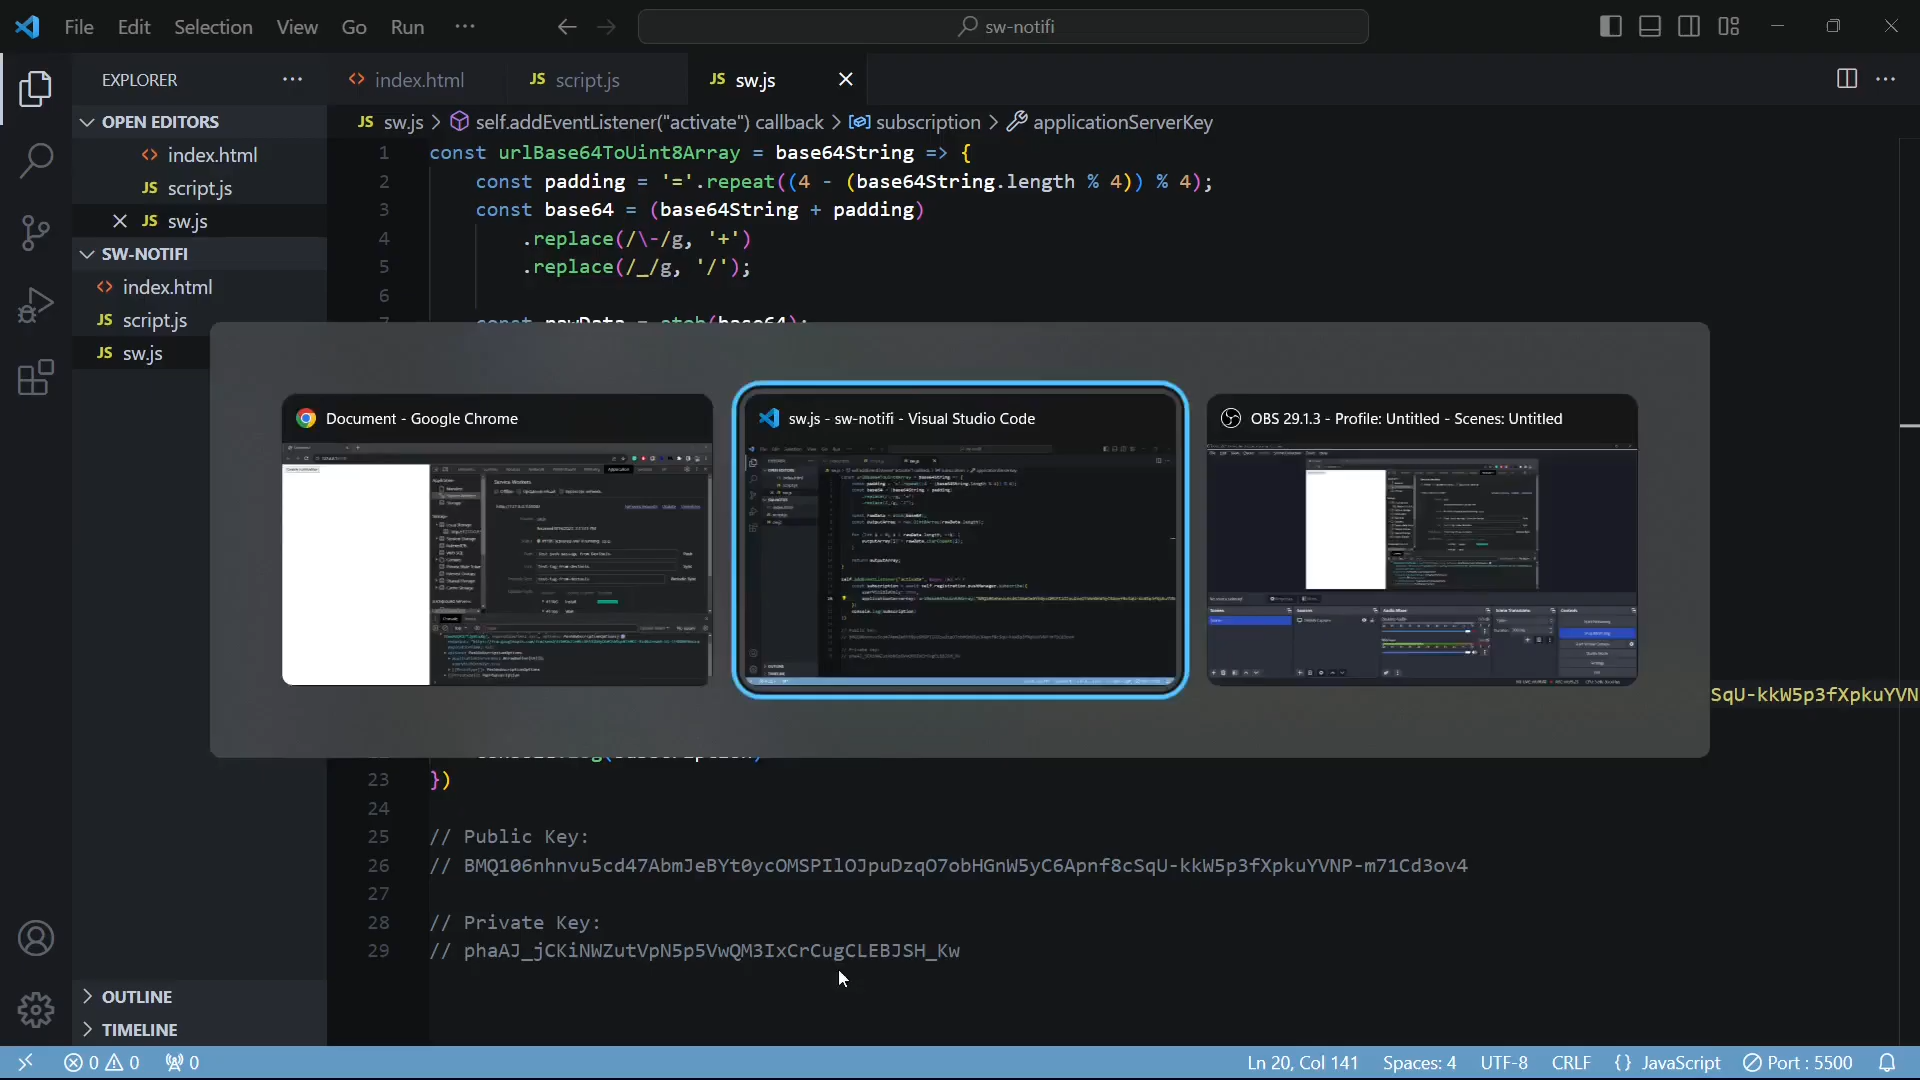 File Edit Selection View Go Run
sw-notifi
EXPLORER
index.html
script.js
sw.js
OPEN EDITORS
index.html
script.js
sw.js
SW-NOTIFI
index.html
script.js
sw.js
JS sw.js > self.addEventListener("activate") callback > subscription > applicationServerKey
1 const urlBase64ToUint8Array = base64String => {
2 const padding = '='.repeat((4 - (base64String.length % 4)) % 4);
3 const base64 = (base64String + padding)
4 .replace(/\-/g, '+')
5 .replace(/_/g, '/');
6
7 const rawData = atob(base64);
Document - Google Chrome
sw.js - sw-notifi - Visual Studio Code
OBS 29.1.3 - Profile: Untitled - Scenes: Untitled
SqU-kkW5p3fXpkuYVN
23 })
24
25 // Public Key:
26 // BMQ106nhnvu5cd47AbmJeBYt0ycOMSPIlOJpuDzqO7obHGnW5yC6Apnf8cSqU-kkW5p3fXpkuYVNP-m71Cd3ov4
27
28 // Private Key:
29 // phaAJ_jCKiNWZutVpN5p5VwQM3IxCrCugCLEBJSH_Kw
OUTLINE
TIMELINE
0 0 0 Ln 20, Col 141 Spaces: 4 UTF-8 CRLF {} JavaScript Port : 5500